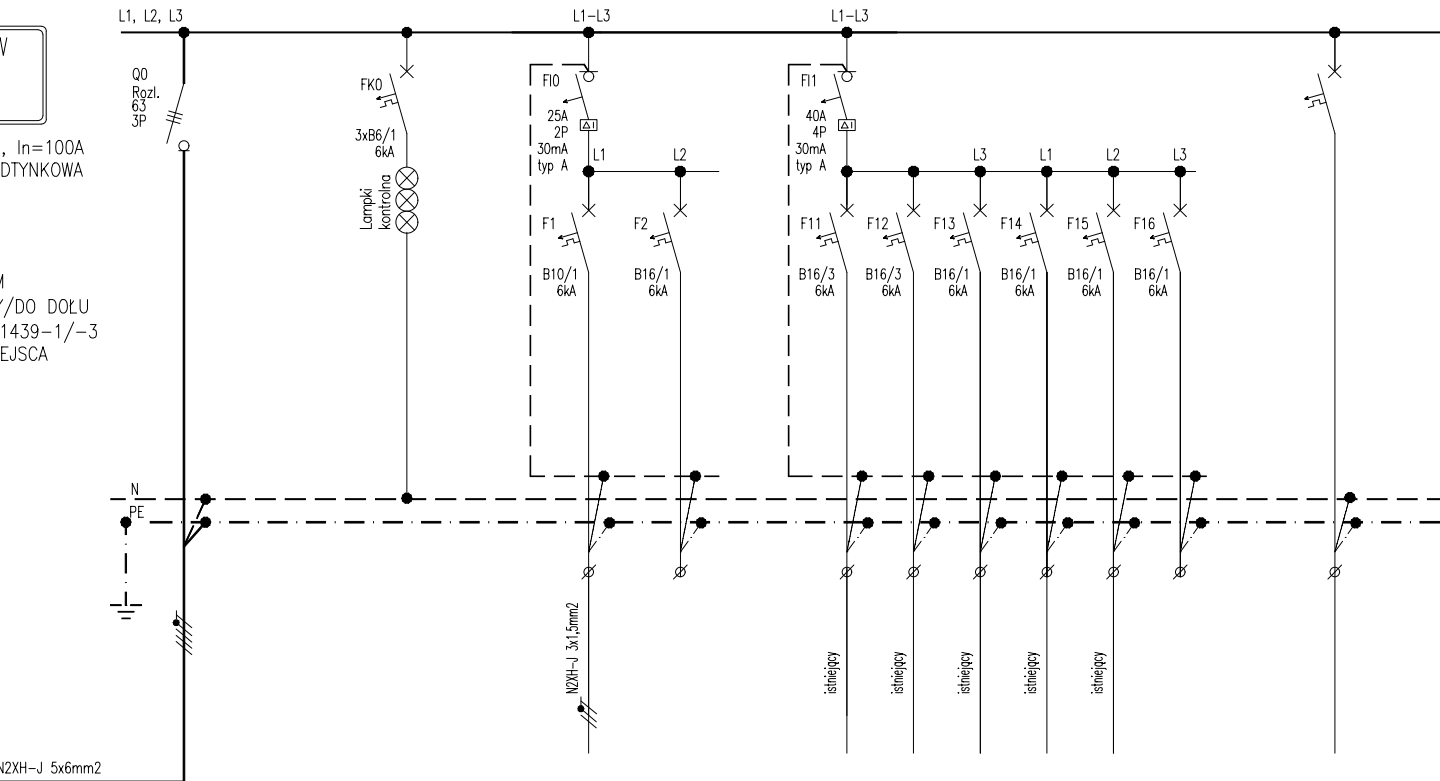 L1, L2, L3
L1-L3
L1-L3
Q0
Rozl.
63
3P
, In=100A
DTYNKOWA
M
Y/DO DOŁU
1439-1/-3
EJSCA
FK0
3xB6/1
6kA
Lampki
kontrolna
FI0
25A
2P
30mA
typ A
L1
L2
F1
B10/1
6kA
F2
B16/1
6kA
FI1
40A
4P
30mA
typ A
L3
L1
L2
L3
F11
B16/3
6kA
F12
B16/3
6kA
F13
B16/1
6kA
F14
B16/1
6kA
F15
B16/1
6kA
F16
B16/1
6kA
N
PE
N2XH-J 3x1,5mm2
istniejący
istniejący
istniejący
istniejący
istniejący
N2XH-J 5x6mm2